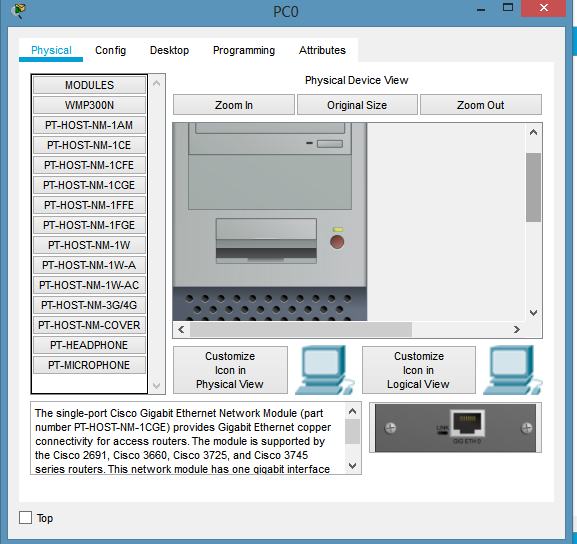 PC0
Physical Config Desktop Programming Attributes
MODULES
WMP300N
PT-HOST-NM-1AM
PT-HOST-NM-1CE
PT-HOST-NM-1CFE
PT-HOST-NM-1CGE
PT-HOST-NM-1FFE
PT-HOST-NM-1FGE
PT-HOST-NM-1W
PT-HOST-NM-1W-A
PT-HOST-NM-1W-AC
PT-HOST-NM-3G/4G
PT-HOST-NM-COVER
PT-HEADPHONE
PT-MICROPHONE
Physical Device View
Zoom In Original Size Zoom Out
Customize
Icon in
Physical View
Customize
Icon in
Logical View
The single-port Cisco Gigabit Ethernet Network Module (part
number PT-HOST-NM-1CGE) provides Gigabit Ethernet copper
connectivity for access routers. The module is supported by
the Cisco 2691, Cisco 3660, Cisco 3725, and Cisco 3745
series routers. This network module has one gigabit interface
LINK
GIG ETH 0
Top